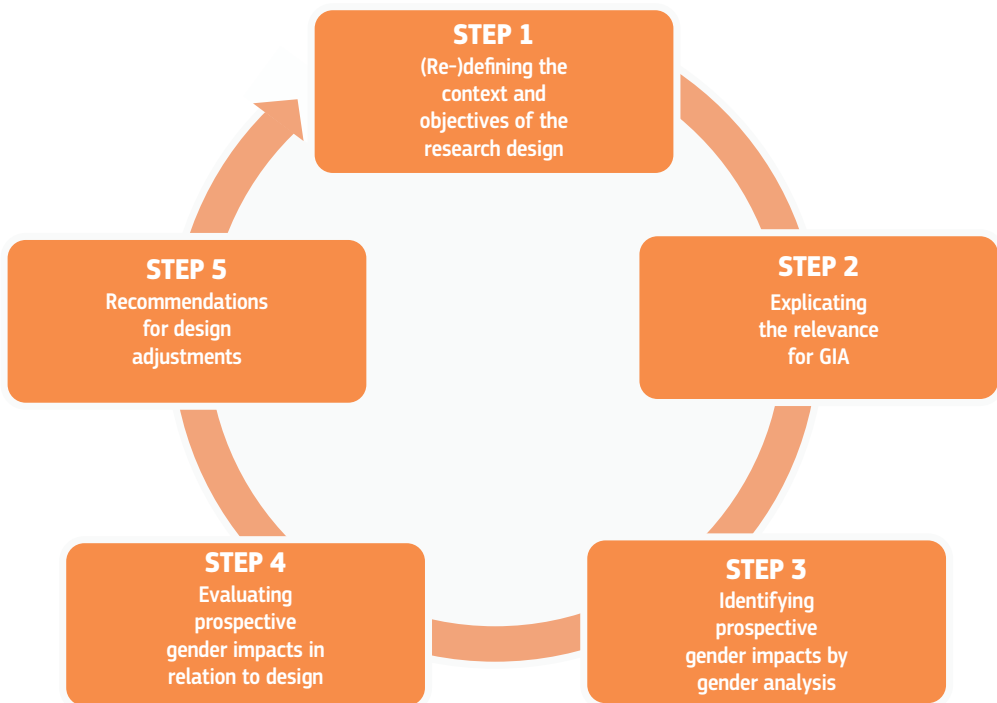 STEP 1
(Re-)defining the
context and
objectives of the
research design
STEP 2
Explicating
the relevance
for GIA
STEP 3
Identifying
prospective
gender impacts by
gender analysis
STEP 4
Evaluating
prospective
gender impacts in
relation to design
STEP 5
Recommendations
for design
adjustments